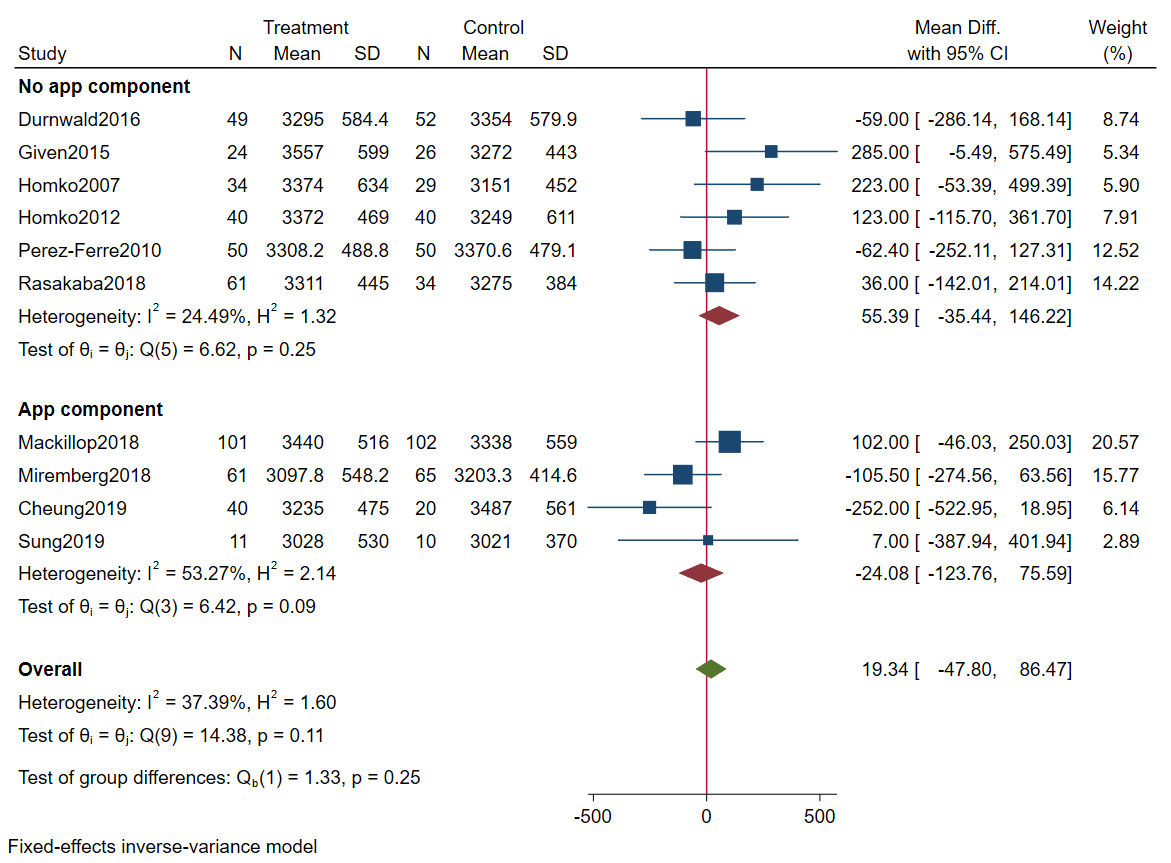 Treatment Control Mean Diff. Weight
Study N Mean SD N Mean SD with 95% CI (%)
No app component
Durnwald2016 49 3295 584.4 52 3354 579.9 -59.00 [ -286.14, 168.14] 8.74
Given2015 24 3557 599 26 3272 443 285.00 [ -5.49, 575.49] 5.34
Homko2007 34 3374 634 29 3151 452 223.00 [ -53.39, 499.39] 5.90
Homko2012 40 3372 469 40 3249 611 123.00 [ -115.70, 361.70] 7.91
Perez-Ferre2010 50 3308.2 488.8 50 3370.6 479.1 -62.40 [ -252.11, 127.31] 12.52
Rasakaba2018 61 3311 445 34 3275 384 36.00 [ -142.01, 214.01] 14.22
Heterogeneity: I² = 24.49%, H² = 1.32 55.39 [ -35.44, 146.22]
Test of θᵢ = θⱼ: Q(5) = 6.62, p = 0.25
App component
Mackillop2018 101 3440 516 102 3338 559 102.00 [ -46.03, 250.03] 20.57
Miremberg2018 61 3097.8 548.2 65 3203.3 414.6 -105.50 [ -274.56, 63.56] 15.77
Cheung2019 40 3235 475 20 3487 561 -252.00 [ -522.95, 18.95] 6.14
Sung2019 11 3028 530 10 3021 370 7.00 [ -387.94, 401.94] 2.89
Heterogeneity: I² = 53.27%, H² = 2.14 -24.08 [ -123.76, 75.59]
Test of θᵢ = θⱼ: Q(3) = 6.42, p = 0.09
Overall 19.34 [ -47.80, 86.47]
Heterogeneity: I² = 37.39%, H² = 1.60
Test of θᵢ = θⱼ: Q(9) = 14.38, p = 0.11
Test of group differences: Q_b(1) = 1.33, p = 0.25
-500 0 500
Fixed-effects inverse-variance model